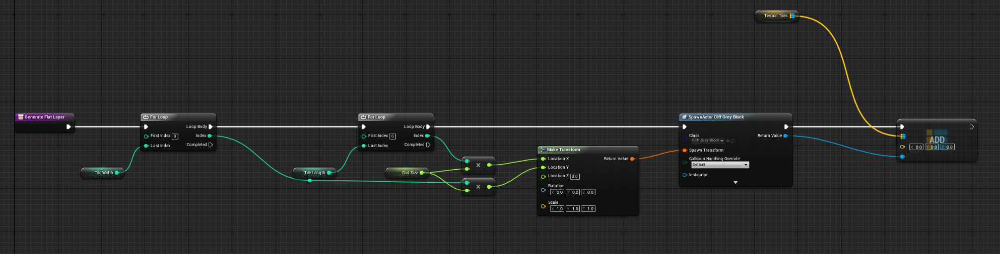 Terrain Tiles
Generate Flat Layer
For Loop
Loop Body
First Index 0
Index
Last Index
Completed
Tile Width
For Loop
Loop Body
First Index 0
Index
Last Index
Completed
Tile Length
Grid Size
×
×
Make Transform
Location X
Return Value
Location Y
Location Z 0.0
Rotation
X 0.0 Y 0.0 Z 0.0
Scale
X 1.0 Y 1.0 Z 1.0
SpawnActor Cliff Grey Block
Class
Return Value
Cliff Grey Block
Spawn Transform
Collision Handling Override
Default
Instigator
ADD
X 0.0 Y 0.0 Z 0.0